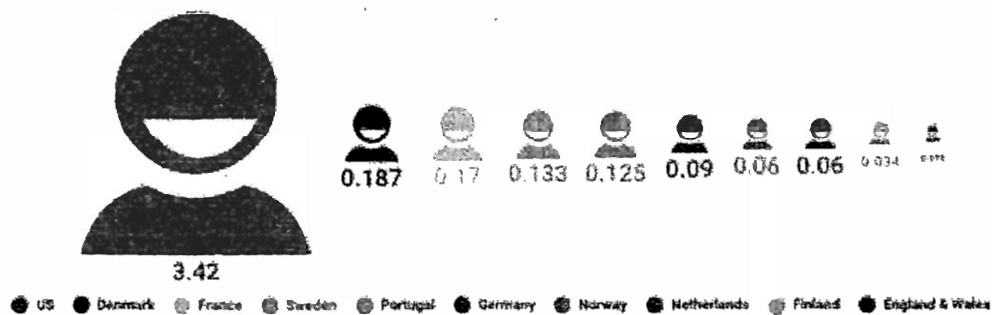 0.187 0.17 0.133 0.125 0.09 0.06 0.06 0.034
3.42
US Denmark France Sweden Portugal Germany Norway Netherlands Finland England & Wales